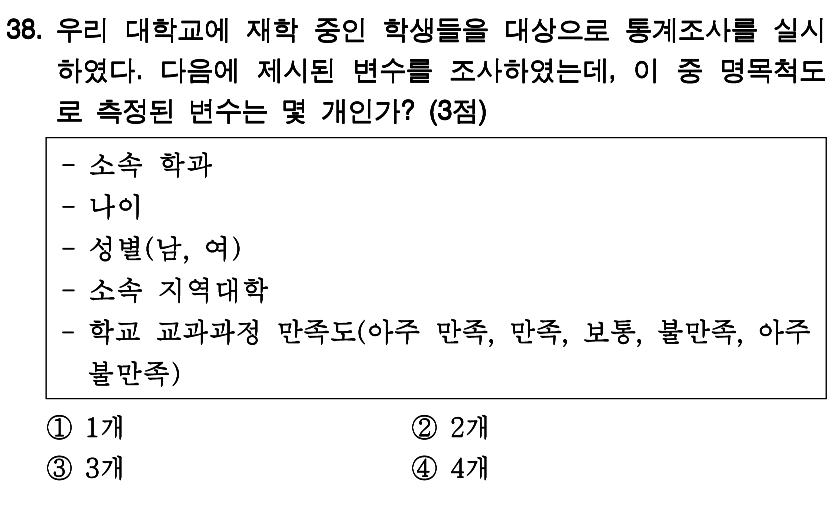 38. 우리 대학교에 재학 중인 학생들을 대상으로 통계조사를 실시
하였다. 다음에 제시된 변수를 조사하였는데, 이 중 명목척도
로 측정된 변수는 몇 개인가? (3점)
- 소속 학과
- 나이
- 성별(남, 여)
- 소속 지역대학
- 학교 교과과정 만족도(아주 만족, 만족, 보통, 불만족, 아주
불만족)
① 1개 ② 2개
③ 3개 ④ 4개